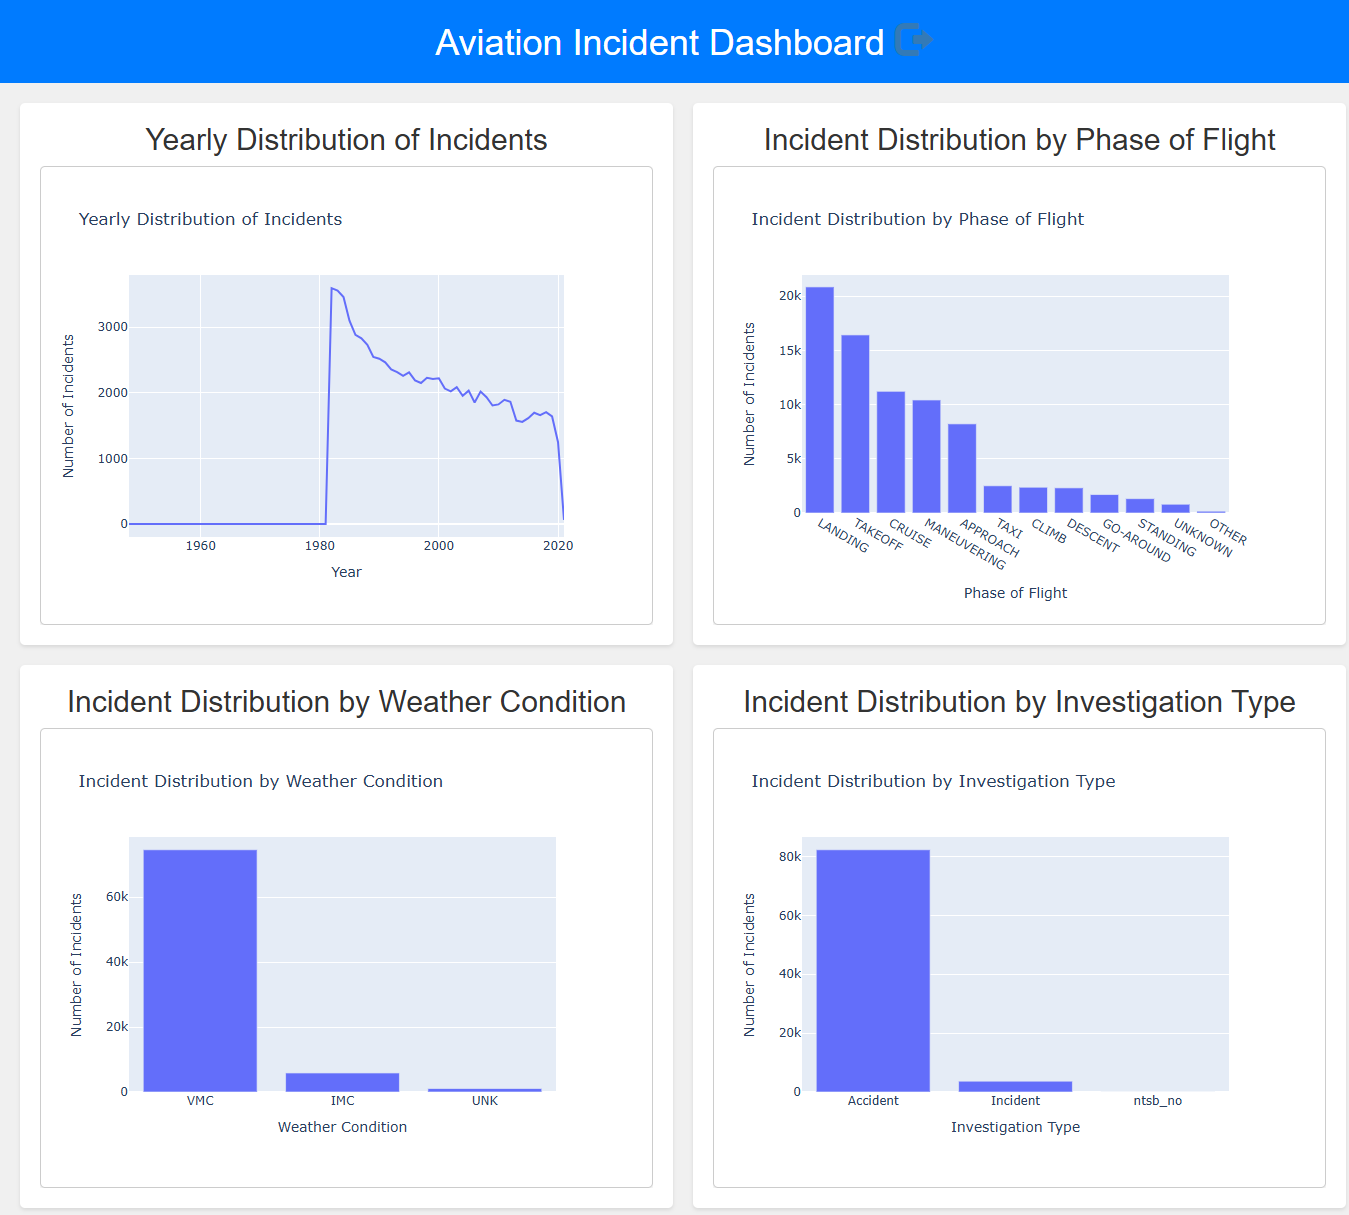 Aviation Incident Dashboard
Yearly Distribution of Incidents
Yearly Distribution of Incidents
Number of Incidents
3000
2000
1000
0
1960 1980 2000 2020
Year
Incident Distribution by Phase of Flight
Incident Distribution by Phase of Flight
Number of Incidents
20k
15k
10k
5k
0
LANDING TAKEOFF CRUISE MANEUVERING APPROACH TAXI CLIMB DESCENT GO-AROUND STANDING UNKNOWN OTHER
Phase of Flight
Incident Distribution by Weather Condition
Incident Distribution by Weather Condition
Number of Incidents
60k
40k
20k
0
VMC IMC UNK
Weather Condition
Incident Distribution by Investigation Type
Incident Distribution by Investigation Type
Number of Incidents
80k
60k
40k
20k
0
Accident Incident ntsb_no
Investigation Type